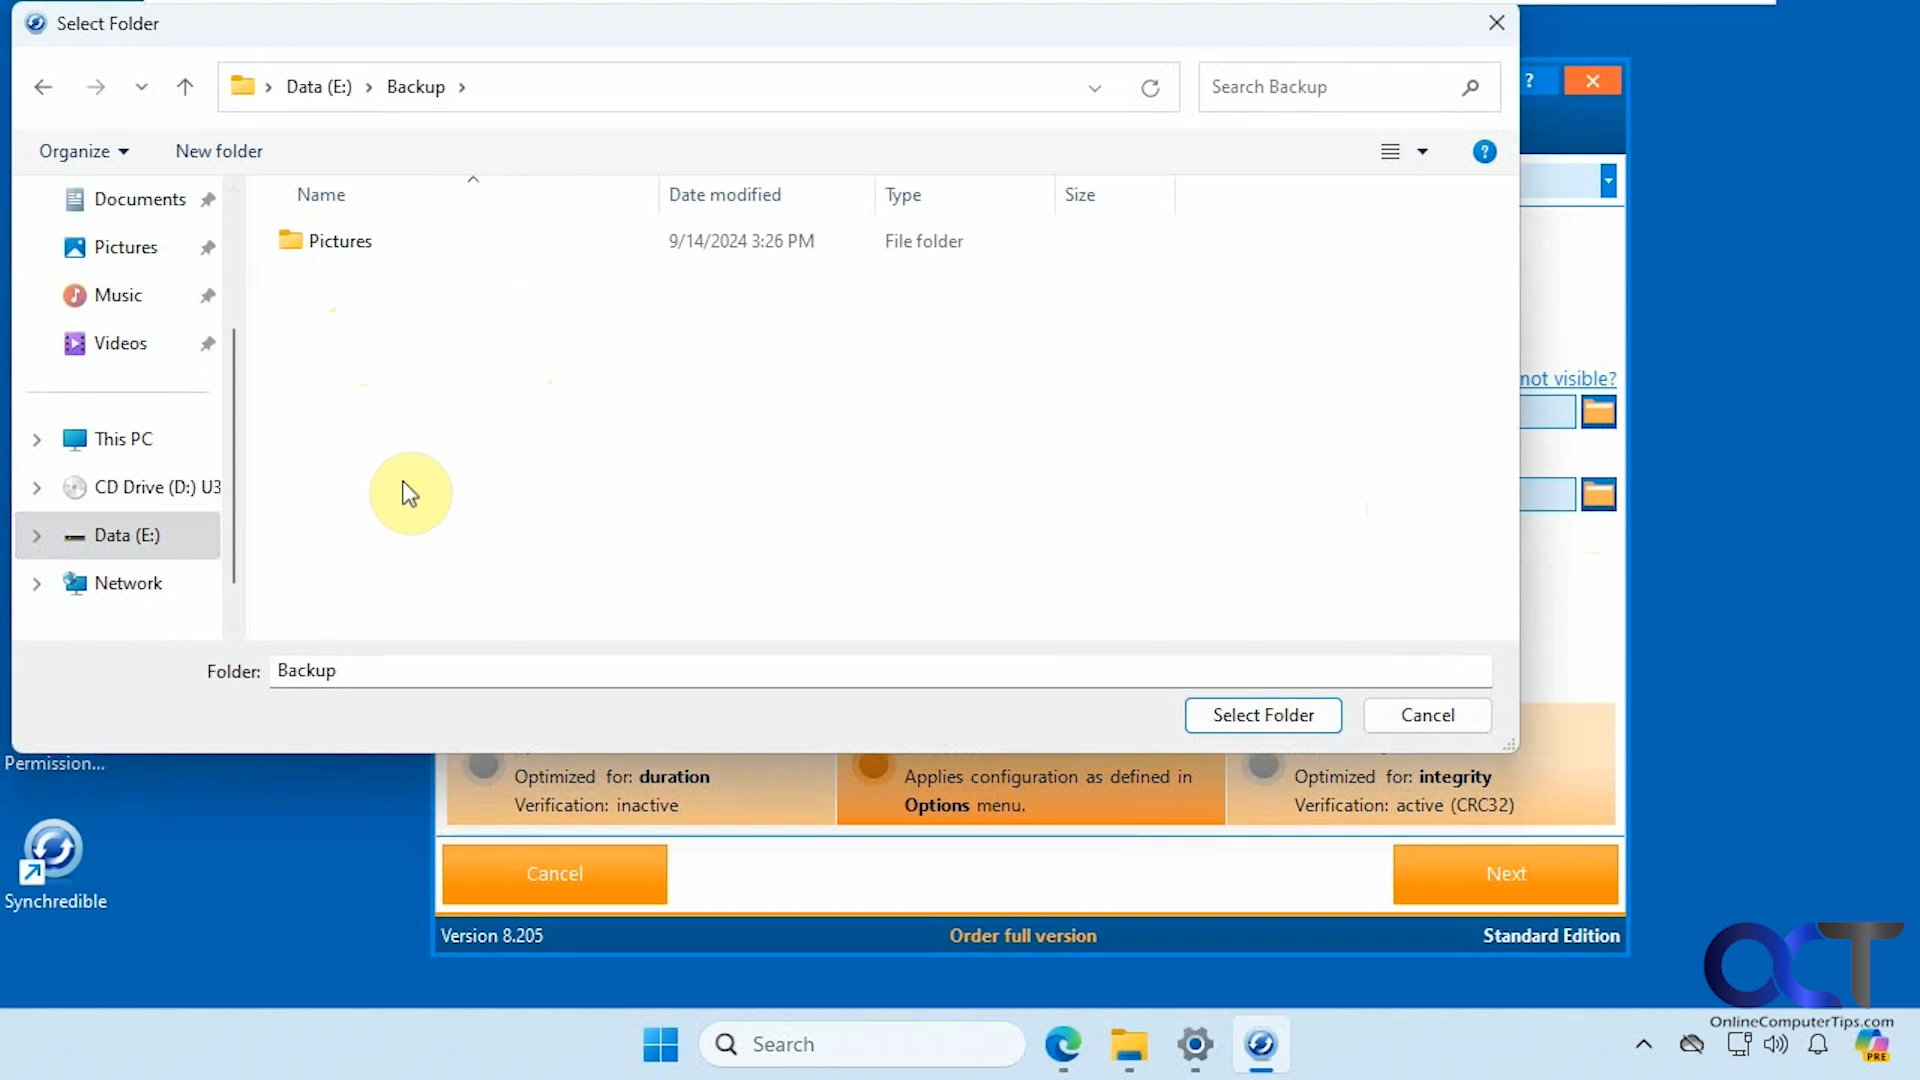 Select Folder
Data (E:)
Backup
Search Backup
Organize
New folder
?
?
Documents
Pictures
Music
Videos
This PC
CD Drive (D:) U3
Data (E:)
Network
Name
Date modified
Type
Size
Pictures
9/14/2024 3:26 PM
File folder
not visible?
Folder:
Backup
Select Folder
Cancel
Permission...
Optimized for: duration
Verification: inactive
Applies configuration as defined in
Options menu.
Optimized for: integrity
Verification: active (CRC32)
Cancel
Next
Synchredible
Version 8.205
Order full version
Standard Edition
OCT
OnlineComputerTips.com
Search
PRE